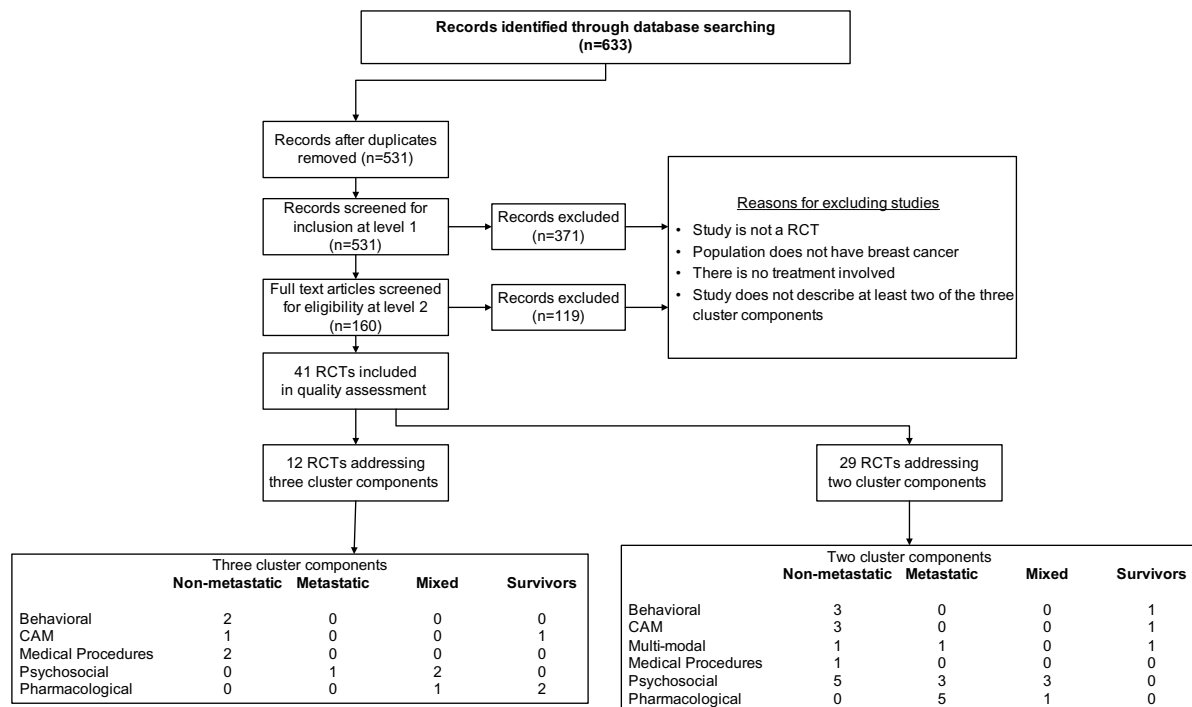 Records identified through database searching
(n=633)
Records after duplicates
removed (n=531)
Records screened for
inclusion at level 1
(n=531)
Records excluded
(n=371)
Full text articles screened
for eligibility at level 2
(n=160)
Records excluded
(n=119)
Reasons for excluding studies
• Study is not a RCT
• Population does not have breast cancer
• There is no treatment involved
• Study does not describe at least two of the three
cluster components
41 RCTs included
in quality assessment
12 RCTs addressing
three cluster components
29 RCTs addressing
two cluster components
Three cluster components
Non-metastatic Metastatic Mixed Survivors
Behavioral 2 0 0 0
CAM 1 0 0 1
Medical Procedures 2 0 0 0
Psychosocial 0 1 2 0
Pharmacological 0 0 1 2
Two cluster components
Non-metastatic Metastatic Mixed Survivors
Behavioral 3 0 0 1
CAM 3 0 0 1
Multi-modal 1 1 0 1
Medical Procedures 1 0 0 0
Psychosocial 5 3 3 0
Pharmacological 0 5 1 0